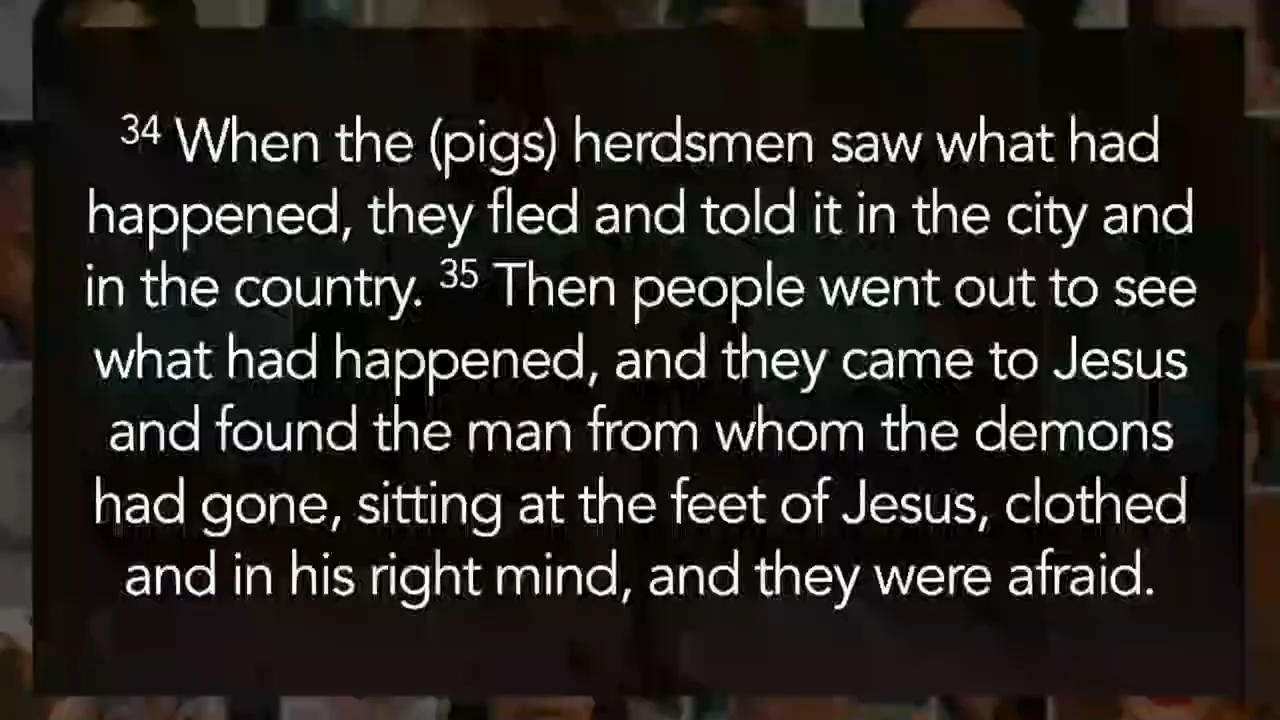 34 When the (pigs) herdsmen saw what had
happened, they fled and told it in the city and
in the country. 35 Then people went out to see
what had happened, and they came to Jesus
and found the man from whom the demons
had gone, sitting at the feet of Jesus, clothed
and in his right mind, and they were afraid.